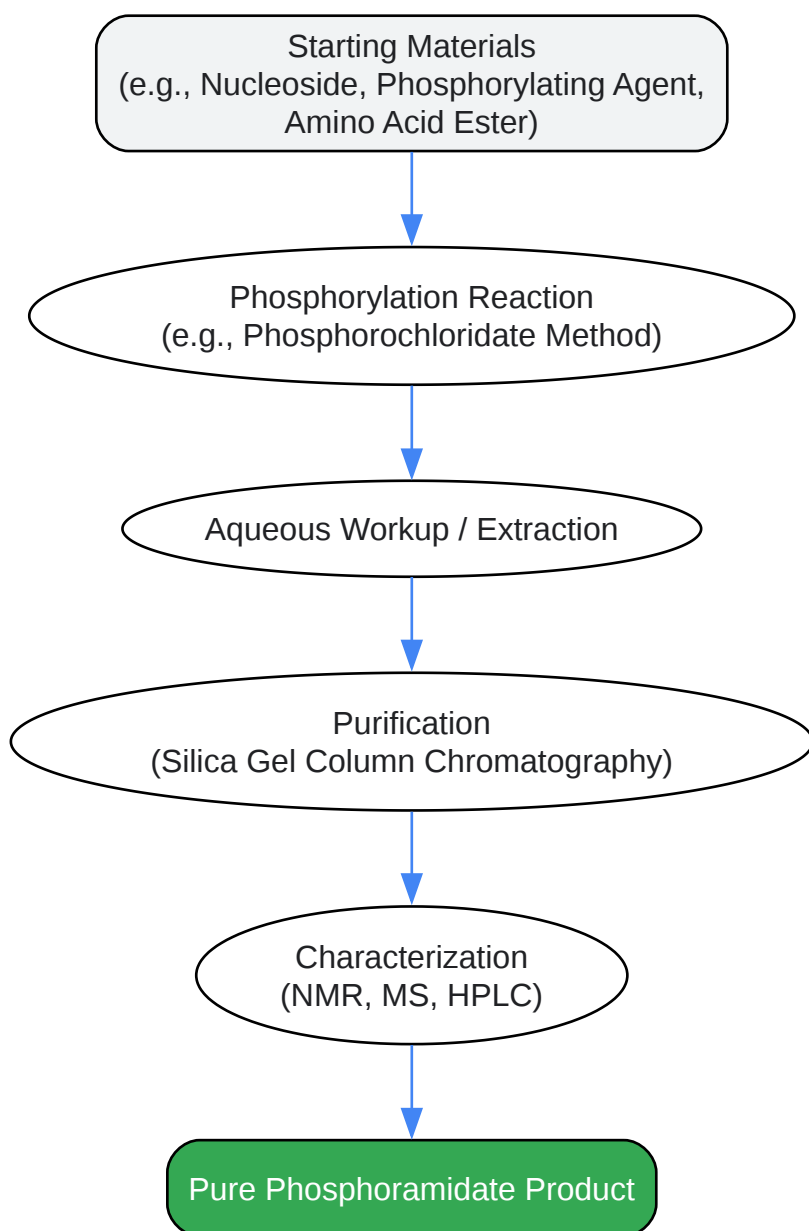 Starting Materials
(e.g., Nucleoside, Phosphorylating Agent,
Amino Acid Ester)
Phosphorylation Reaction
(e.g., Phosphorochloridate Method)
Aqueous Workup / Extraction
Purification
(Silica Gel Column Chromatography)
Characterization
(NMR, MS, HPLC)
Pure Phosphoramidate Product